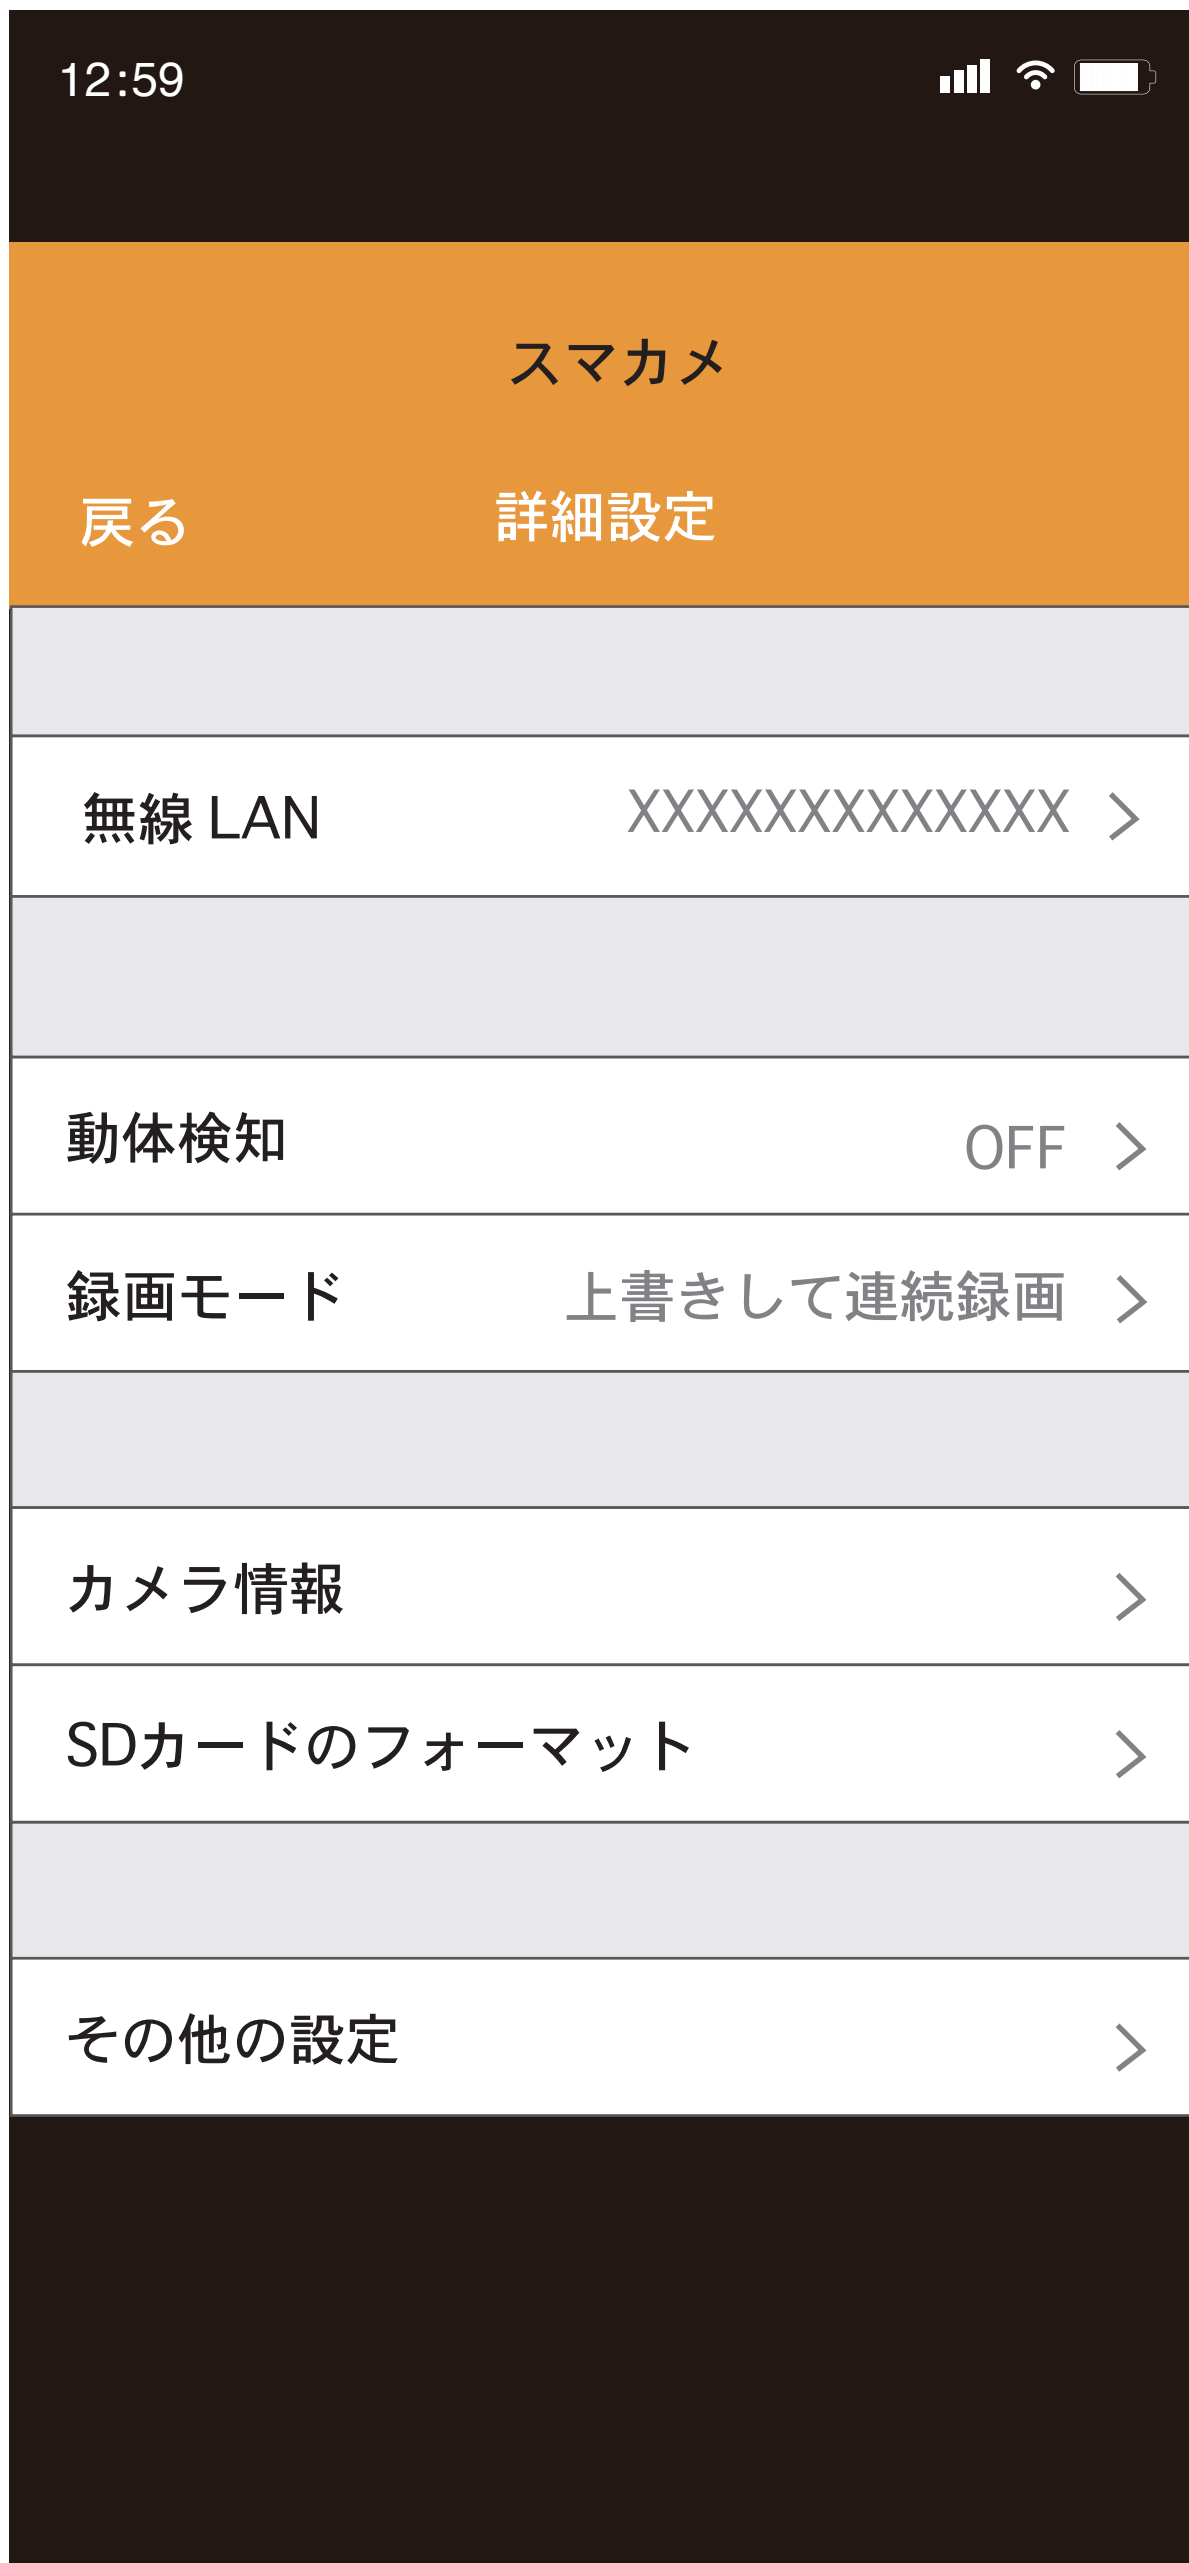 12:59
スマカメ
戻る 詳細設定
無線 LAN XXXXXXXXXXXXX
動体検知 OFF
録画モード 上書きして連続録画
カメラ情報
SDカードのフォーマット
その他の設定